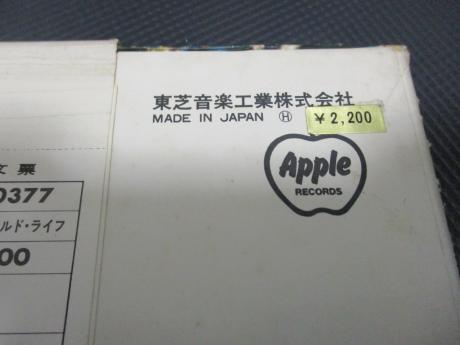 東芝音楽工業株式会社
MADE IN JAPAN Ⓗ
¥2,200
Apple
RECORDS
文票
0377
ルド・ライフ
00